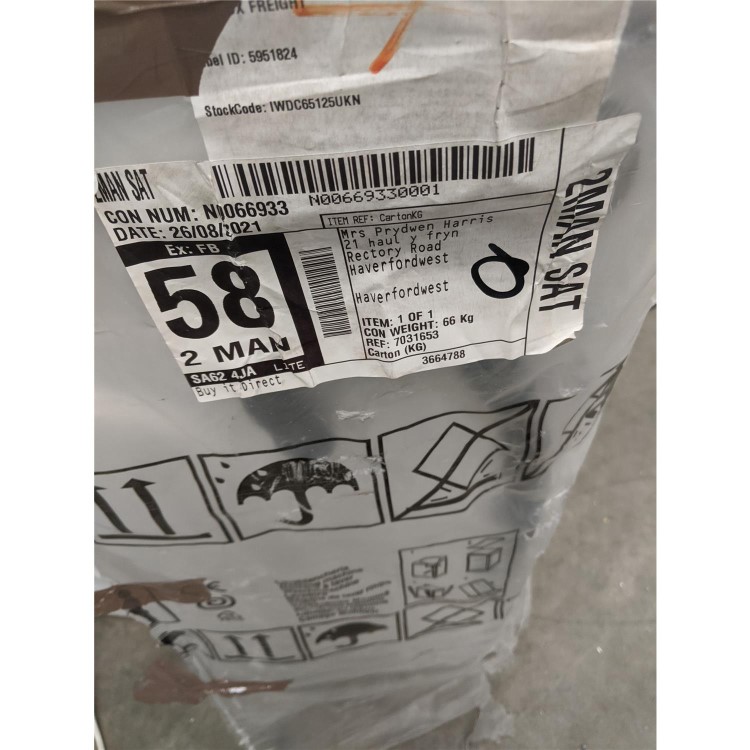 X FREIGHT
bel ID: 5951824
StockCode: IWDC65125UKN
2MAN SAT
N00669330001
CON NUM: N0066933
DATE: 26/08/2021
ITEM REF: CartonKG
Ex: FB
58
2 MAN
SA62 4JA LITE
Buy it Direct
Mrs Prydwen Harris
21 haul y fryn
Rectory Road
Haverfordwest
Haverfordwest
ITEM: 1 OF 1
CON WEIGHT: 66 Kg
REF: 7031653
Carton (KG)
3664788
2MAN SAT